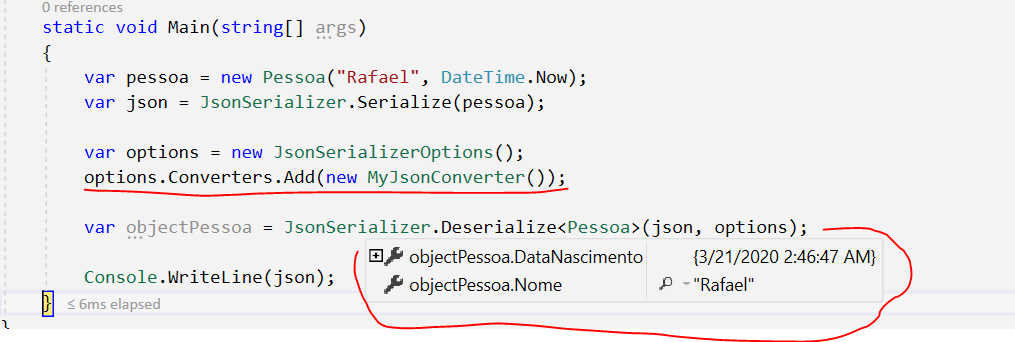 0 references
static void Main(string[] args)
{
var pessoa = new Pessoa("Rafael", DateTime.Now);
var json = JsonSerializer.Serialize(pessoa);
var options = new JsonSerializerOptions();
options.Converters.Add(new MyJsonConverter());
var objectPessoa = JsonSerializer.Deserialize<Pessoa>(json, options);
objectPessoa.DataNascimento {3/21/2020 2:46:47 AM}
Console.WriteLine(json); objectPessoa.Nome "Rafael"
} ≤ 6ms elapsed
}